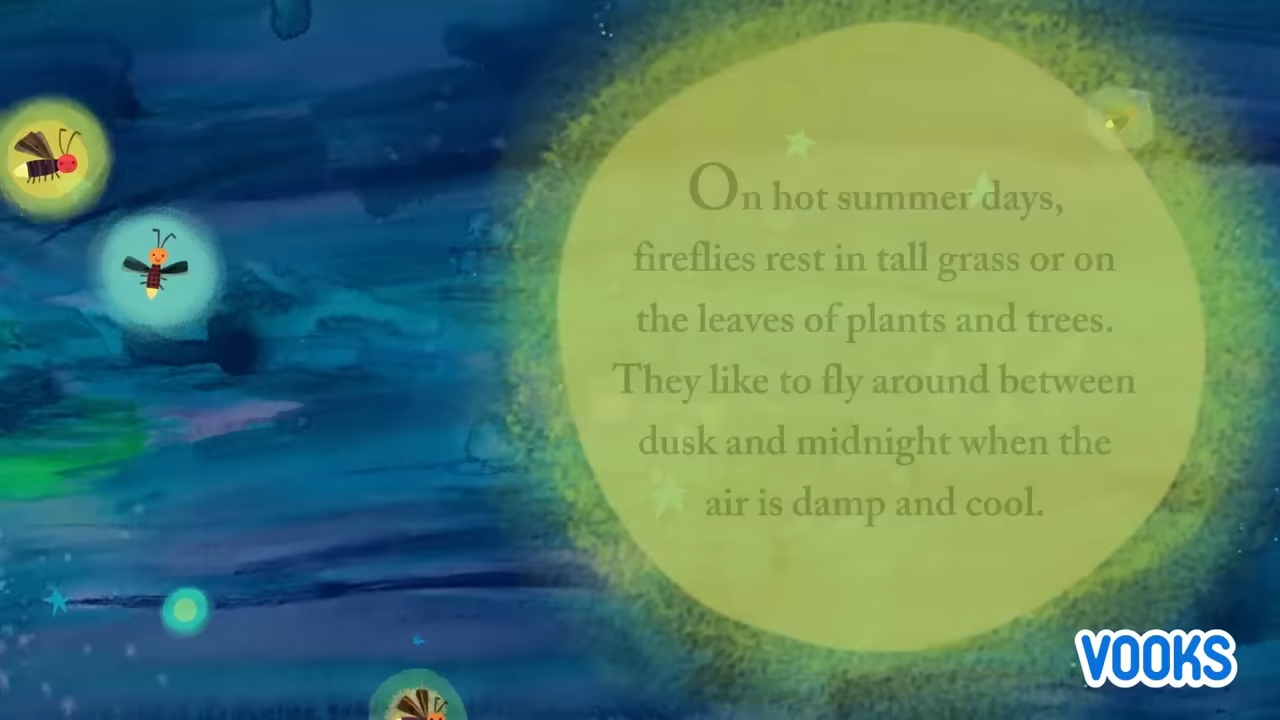 On hot summer days,
fireflies rest in tall grass or on
the leaves of plants and trees.
They like to fly around between
dusk and midnight when the
air is damp and cool.
VOOKS